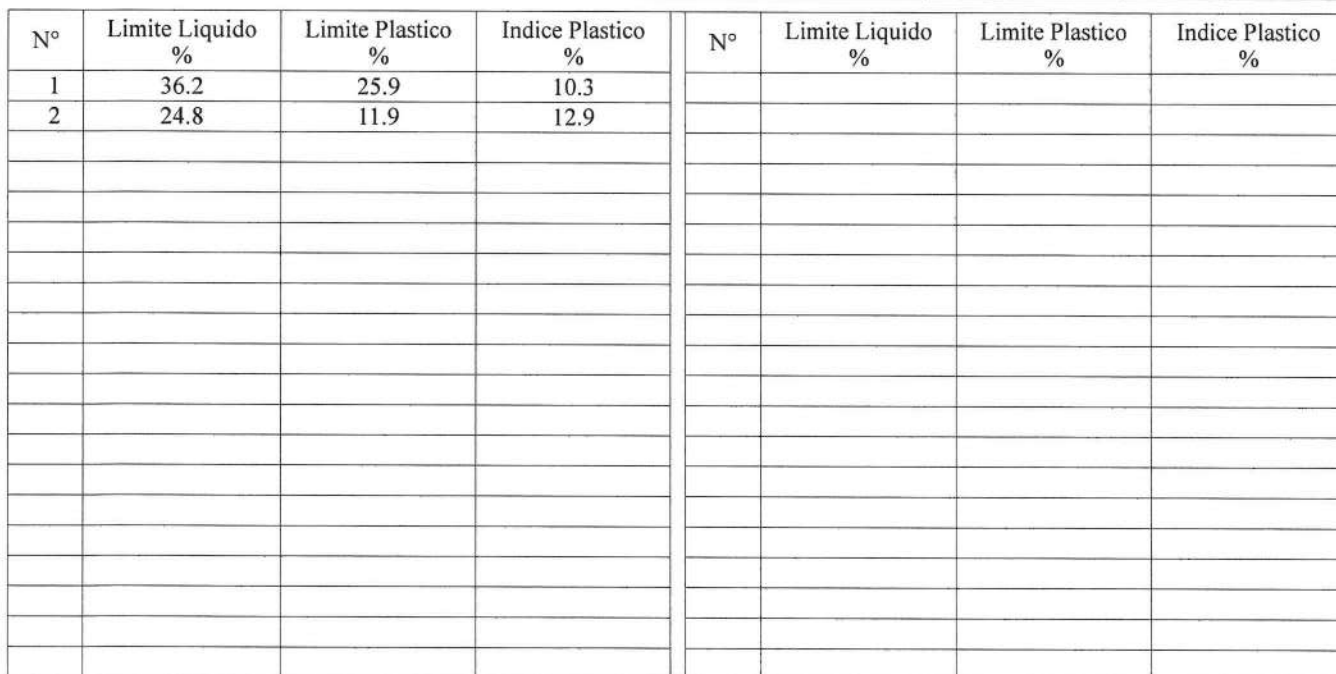 N° Limite Liquido % Limite Plastico % Indice Plastico % N° Limite Liquido % Limite Plastico % Indice Plastico %
1 36.2 25.9 10.3
2 24.8 11.9 12.9